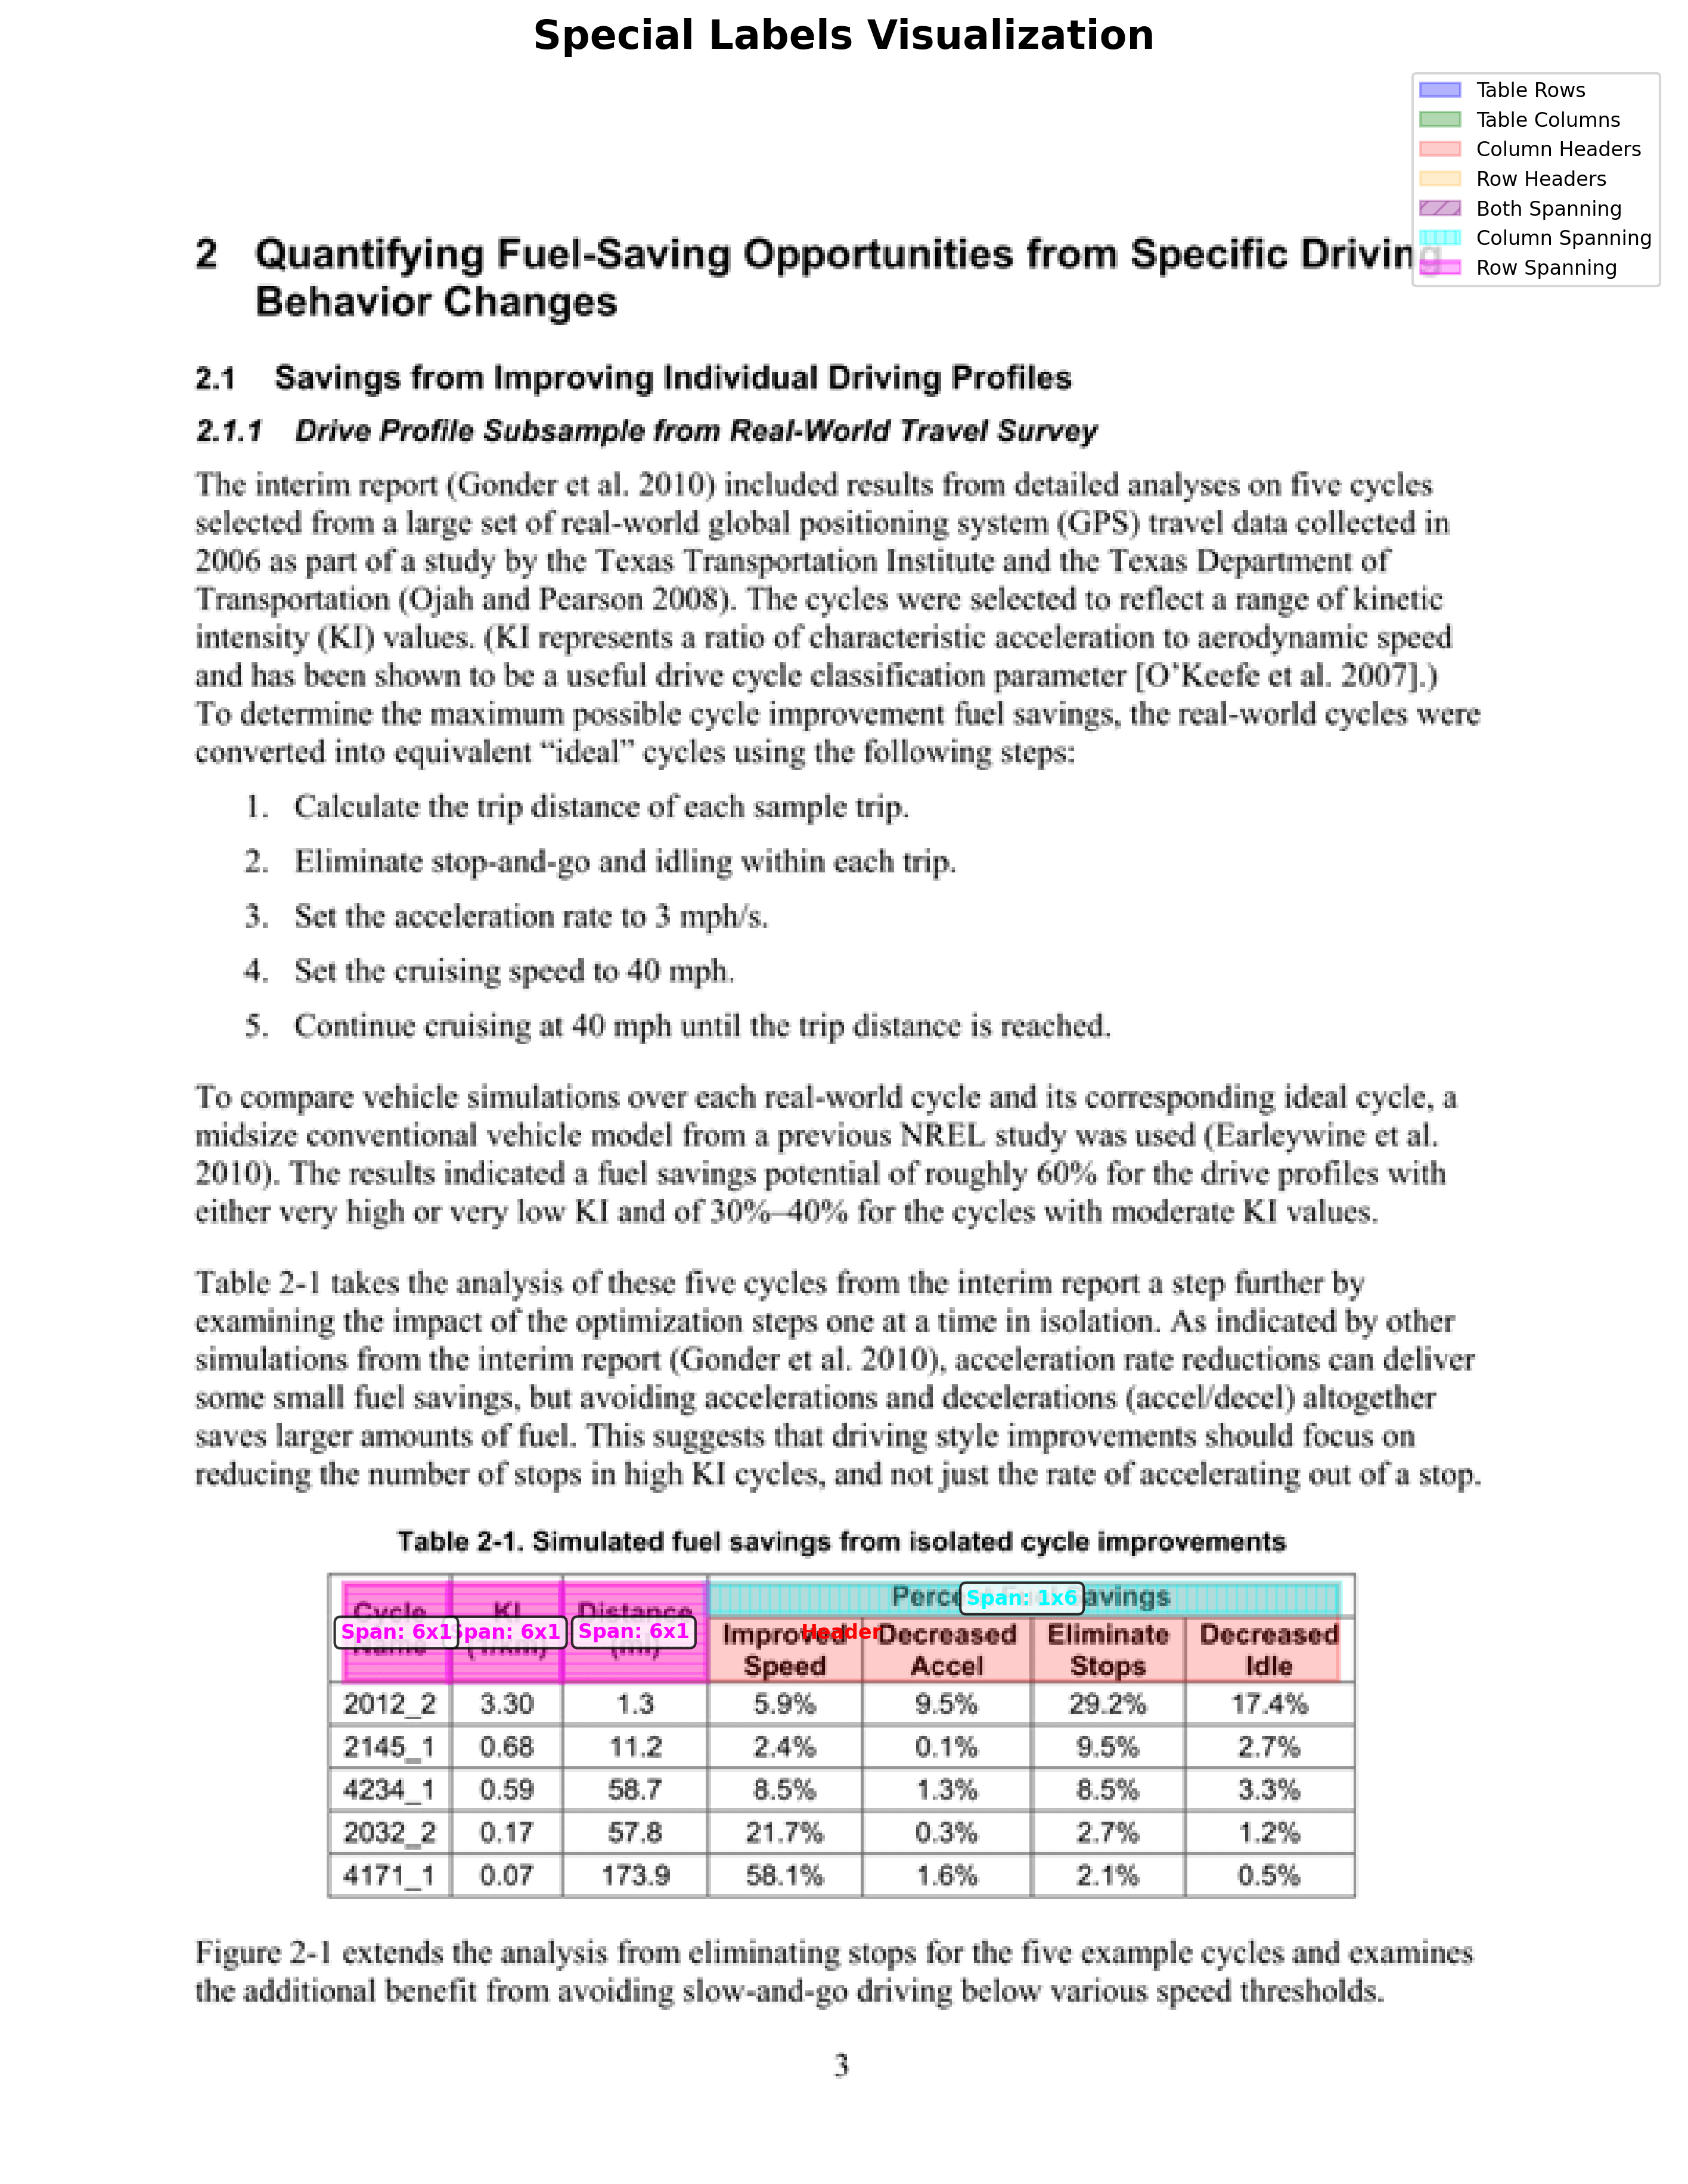 Special Labels Visualization
Table Rows
Table Columns
Column Headers
Row Headers
Both Spanning
Column Spanning
Row Spanning
2 Quantifying Fuel-Saving Opportunities from Specific Driving
Behavior Changes
2.1 Savings from Improving Individual Driving Profiles
2.1.1 Drive Profile Subsample from Real-World Travel Survey
The interim report (Gonder et al. 2010) included results from detailed analyses on five cycles
selected from a large set of real-world global positioning system (GPS) travel data collected in
2006 as part of a study by the Texas Transportation Institute and the Texas Department of
Transportation (Ojah and Pearson 2008). The cycles were selected to reflect a range of kinetic
intensity (KI) values. (KI represents a ratio of characteristic acceleration to aerodynamic speed
and has been shown to be a useful drive cycle classification parameter [O’Keefe et al. 2007].)
To determine the maximum possible cycle improvement fuel savings, the real-world cycles were
converted into equivalent “ideal” cycles using the following steps:
1. Calculate the trip distance of each sample trip.
2. Eliminate stop-and-go and idling within each trip.
3. Set the acceleration rate to 3 mph/s.
4. Set the cruising speed to 40 mph.
5. Continue cruising at 40 mph until the trip distance is reached.
To compare vehicle simulations over each real-world cycle and its corresponding ideal cycle, a
midsize conventional vehicle model from a previous NREL study was used (Earleywine et al.
2010). The results indicated a fuel savings potential of roughly 60% for the drive profiles with
either very high or very low KI and of 30%–40% for the cycles with moderate KI values.
Table 2-1 takes the analysis of these five cycles from the interim report a step further by
examining the impact of the optimization steps one at a time in isolation. As indicated by other
simulations from the interim report (Gonder et al. 2010), acceleration rate reductions can deliver
some small fuel savings, but avoiding accelerations and decelerations (accel/decel) altogether
saves larger amounts of fuel. This suggests that driving style improvements should focus on
reducing the number of stops in high KI cycles, and not just the rate of accelerating out of a stop.
Table 2-1. Simulated fuel savings from isolated cycle improvements
Span: 1x6 Savings
Cycle KI Distance
Span: 6x1 Span: 6x1 Span: 6x1 Header
Improved Decreased Eliminate Decreased
Speed Accel Stops Idle
2012_2 3.30 1.3 5.9% 9.5% 29.2% 17.4%
2145_1 0.68 11.2 2.4% 0.1% 9.5% 2.7%
4234_1 0.59 58.7 8.5% 1.3% 8.5% 3.3%
2032_2 0.17 57.8 21.7% 0.3% 2.7% 1.2%
4171_1 0.07 173.9 58.1% 1.6% 2.1% 0.5%
Figure 2-1 extends the analysis from eliminating stops for the five example cycles and examines
the additional benefit from avoiding slow-and-go driving below various speed thresholds.
3